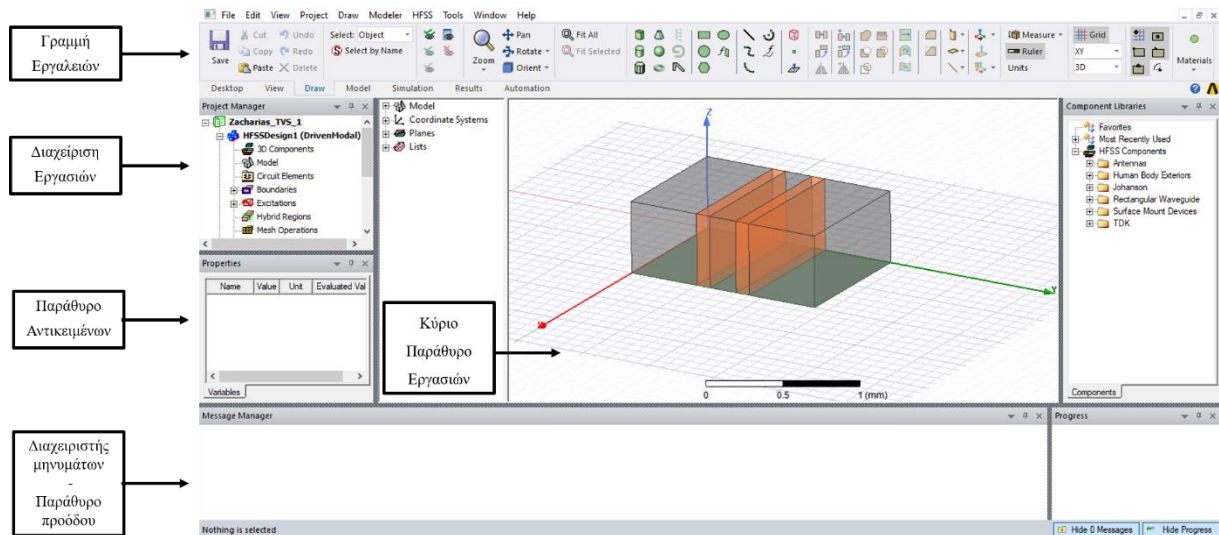 File Edit View Project Draw Modeler HFSS Tools Window Help
Γραμμή
Εργαλειών
Save
Cut Undo
Copy Redo
Paste Delete
Select: Object
Select by Name
Zoom
Pan
Rotate
Orient
Fit All
Fit Selected
Measure
Ruler
Units
Grid
XY
3D
Materials
Desktop View Draw Model Simulation Results Automation
Διαχείριση
Εργασιών
Project Manager
Zacharias_TVS_1
HFSSDesign1 (DrivenModal)
3D Components
Model
Circuit Elements
Boundaries
Excitations
Hybrid Regions
Mesh Operations
Model
Coordinate Systems
Planes
Lists
Z
Y
Component Libraries
Favorites
Most Recently Used
HFSS Components
Antennas
Human Body Exteriors
Johanson
Rectangular Waveguide
Surface Mount Devices
TDK
Components
Παράθυρο
Αντικειμένων
Properties
Name Value Unit Evaluated Val
Variables
Κύριο
Παράθυρο
Εργασιών
0 0.5 1 (mm)
Διαχειριστής
μηνυμάτων
-
Παράθυρο
προόδου
Message Manager
Progress
Nothing is selected
Hide 0 Messages Hide Progress